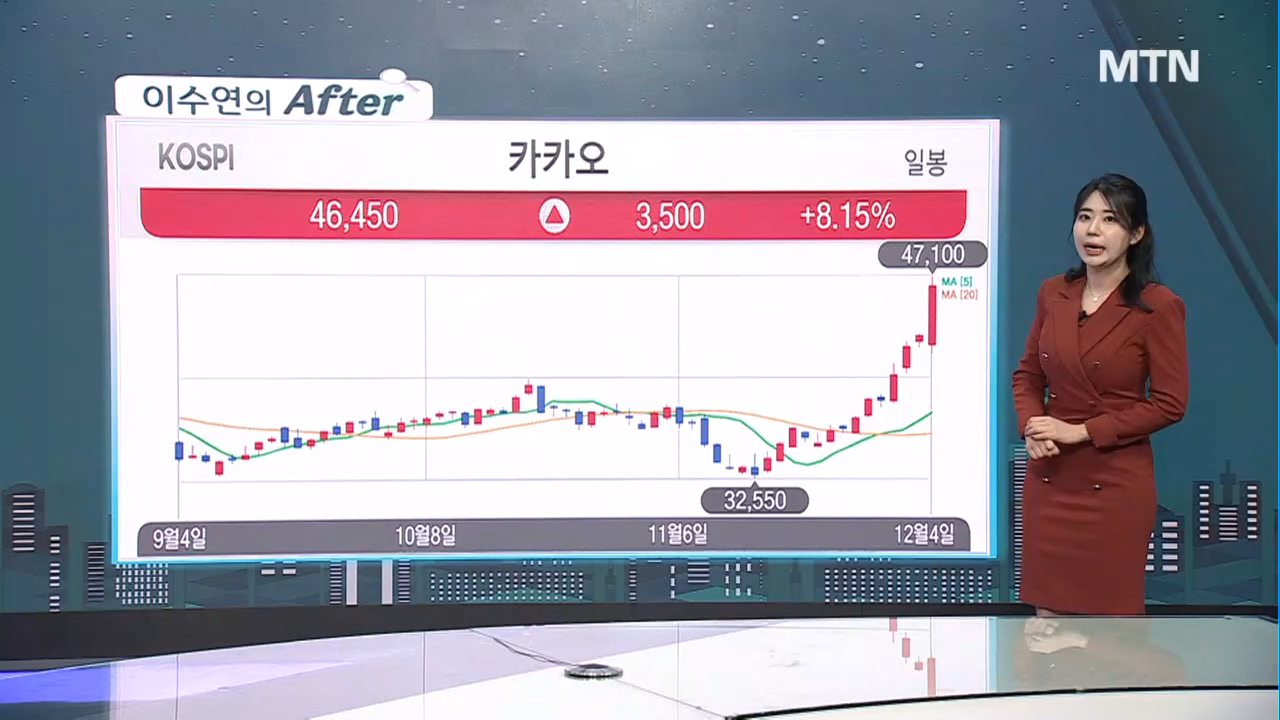 MTN
이수연의 After
KOSPI 카카오 일봉
46,450 3,500 +8.15%
47,100
MA [5]
MA [20]
32,550
9월4일 10월8일 11월6일 12월4일